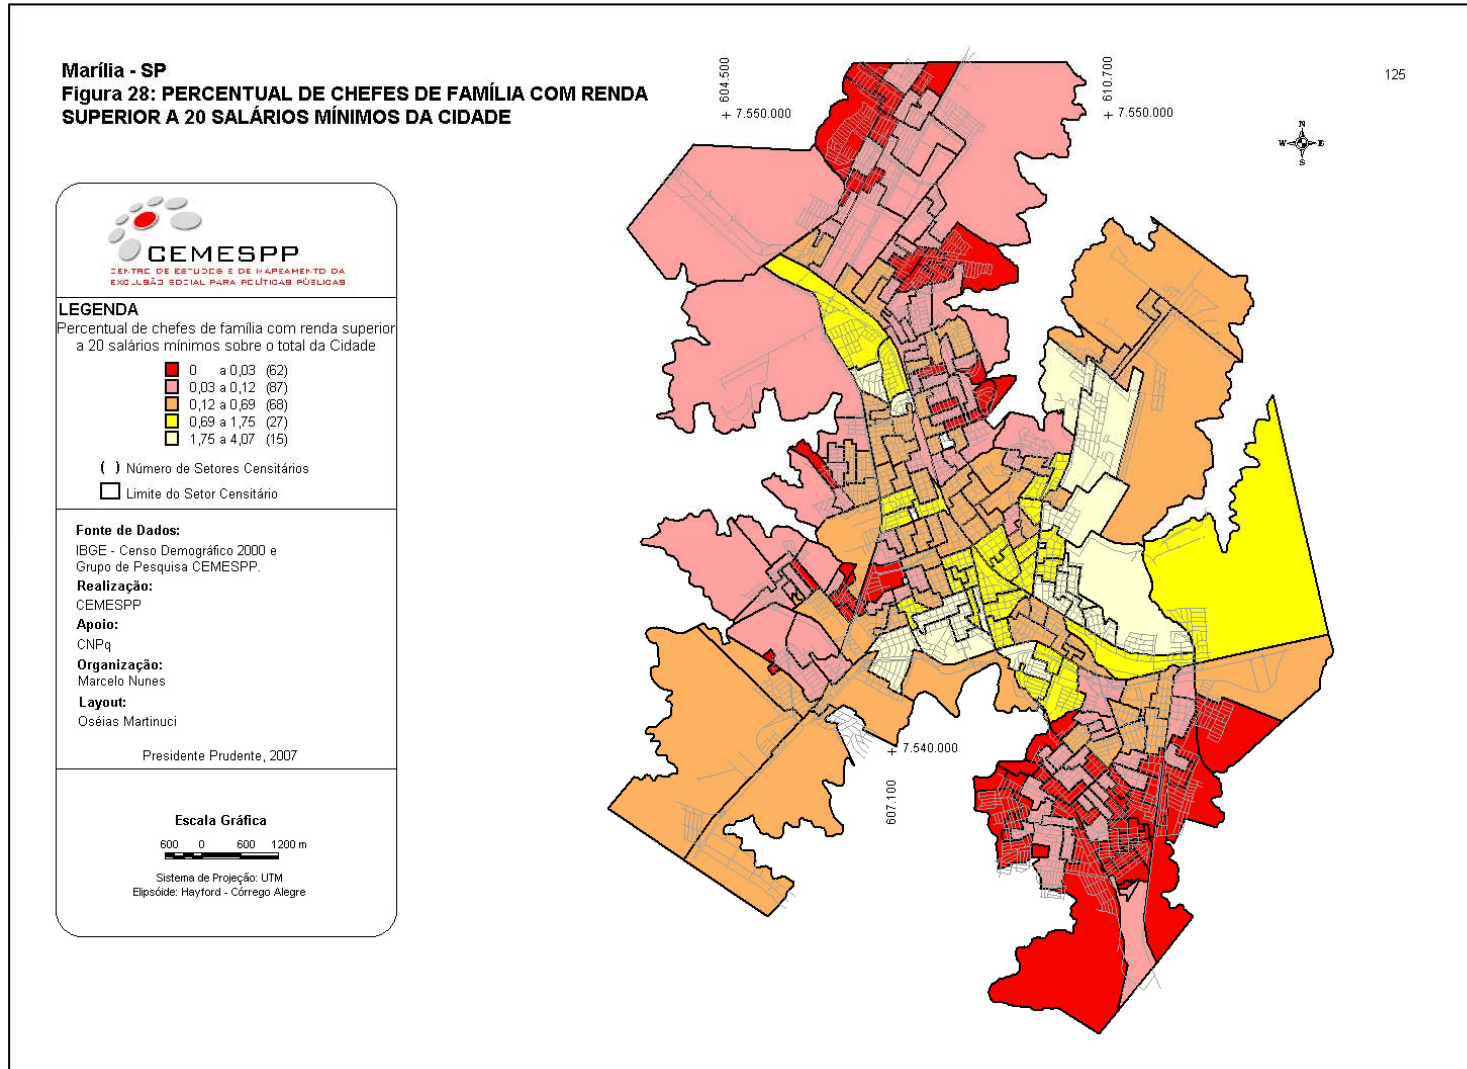 Marília - SP
Figura 28: PERCENTUAL DE CHEFES DE FAMÍLIA COM RENDA
SUPERIOR A 20 SALÁRIOS MÍNIMOS DA CIDADE
125
604.500
+ 7.550.000
610.700
+ 7.550.000
N
W E
S
CEMESPP
CENTRO DE ESTUDOS E DE MAPEAMENTO DA
EXCLUSÃO SOCIAL PARA POLÍTICAS PÚBLICAS
LEGENDA
Percentual de chefes de família com renda superior
a 20 salários mínimos sobre o total da Cidade
0 a 0,03 (62)
0,03 a 0,12 (87)
0,12 a 0,69 (68)
0,69 a 1,75 (27)
1,75 a 4,07 (15)
( ) Número de Setores Censitários
Limite do Setor Censitário
Fonte de Dados:
IBGE - Censo Demográfico 2000 e
Grupo de Pesquisa CEMESPP.
Realização:
CEMESPP
Apoio:
CNPq
Organização:
Marcelo Nunes
Layout:
Oséias Martinuci
Presidente Prudente, 2007
+ 7.540.000
607.100
Escala Gráfica
600 0 600 1200 m
Sistema de Projeção: UTM
Elipsóide: Hayford - Córrego Alegre